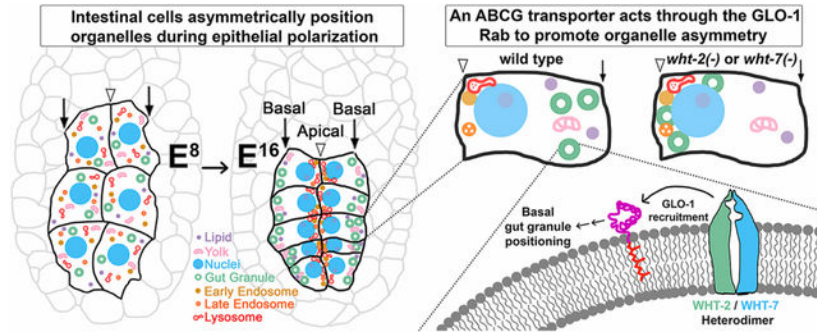 Intestinal cells asymmetrically position
organelles during epithelial polarization
An ABCG transporter acts through the GLO-1
Rab to promote organelle asymmetry
wild type
wht-2(-) or wht-7(-)
Basal
Basal
Apical
E8
E16
Lipid
Yolk
Nuclei
Gut Granule
Early Endosome
Late Endosome
Lysosome
Basal
gut granule
positioning
GLO-1
recruitment
WHT-2 / WHT-7
Heterodimer